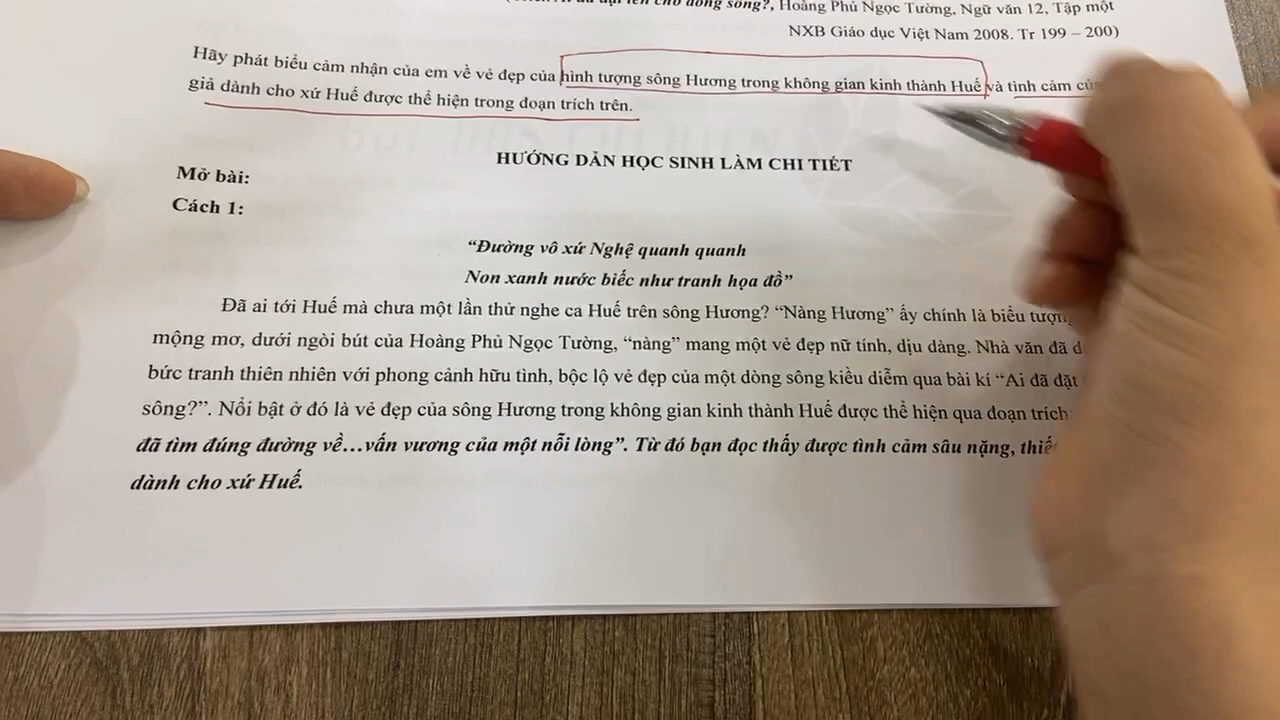 đã đặt tên cho dòng sông?, Hoàng Phủ Ngọc Tường, Ngữ văn 12, Tập một
NXB Giáo dục Việt Nam 2008. Tr 199 – 200)
Hãy phát biểu cảm nhận của em về vẻ đẹp của hình tượng sông Hương trong không gian kinh thành Huế và tình cảm của
giả dành cho xứ Huế được thể hiện trong đoạn trích trên.
HƯỚNG DẪN HỌC SINH LÀM CHI TIẾT
Mở bài:
Cách 1:
“Đường vô xứ Nghệ quanh quanh
Non xanh nước biếc như tranh họa đồ”
Đã ai tới Huế mà chưa một lần thử nghe ca Huế trên sông Hương? “Nàng Hương” ấy chính là biểu tượng
mộng mơ, dưới ngòi bút của Hoàng Phủ Ngọc Tường, “nàng” mang một vẻ đẹp nữ tính, dịu dàng. Nhà văn đã
bức tranh thiên nhiên với phong cảnh hữu tình, bộc lộ vẻ đẹp của một dòng sông kiều diễm qua bài kí “Ai đã đặt
sông?”. Nổi bật ở đó là vẻ đẹp của sông Hương trong không gian kinh thành Huế được thể hiện qua đoạn trích
đã tìm đúng đường về…vấn vương của một nỗi lòng”. Từ đó bạn đọc thấy được tình cảm sâu nặng,
dành cho xứ Huế.